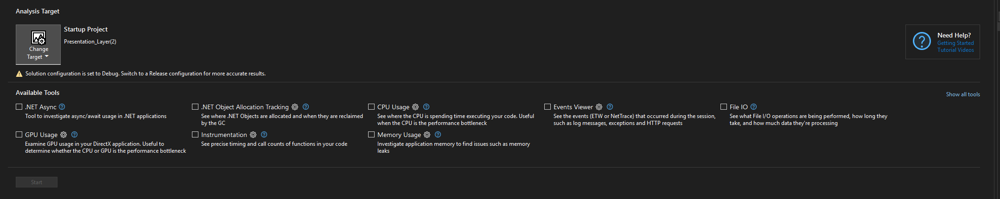 Analysis Target
Change
Target
Startup Project
Presentation_Layer(2)
Need Help?
Getting Started
Tutorial Videos
Solution configuration is set to Debug. Switch to a Release configuration for more accurate results.
Available Tools
Show all tools
.NET Async
Tool to investigate async/await usage in .NET applications
.NET Object Allocation Tracking
See where .NET Objects are allocated and when they are reclaimed
by the GC
CPU Usage
See where the CPU is spending time executing your code. Useful
when the CPU is the performance bottleneck
Events Viewer
See the events (ETW or NetTrace) that occurred during the session,
such as log messages, exceptions and HTTP requests
File IO
See what File I/O operations are being performed, how long they
take, and how much data they're processing
GPU Usage
Examine GPU usage in your DirectX application. Useful to
determine whether the CPU or GPU is the performance bottleneck
Instrumentation
See precise timing and call counts of functions in your code
Memory Usage
Investigate application memory to find issues such as memory
leaks
Start